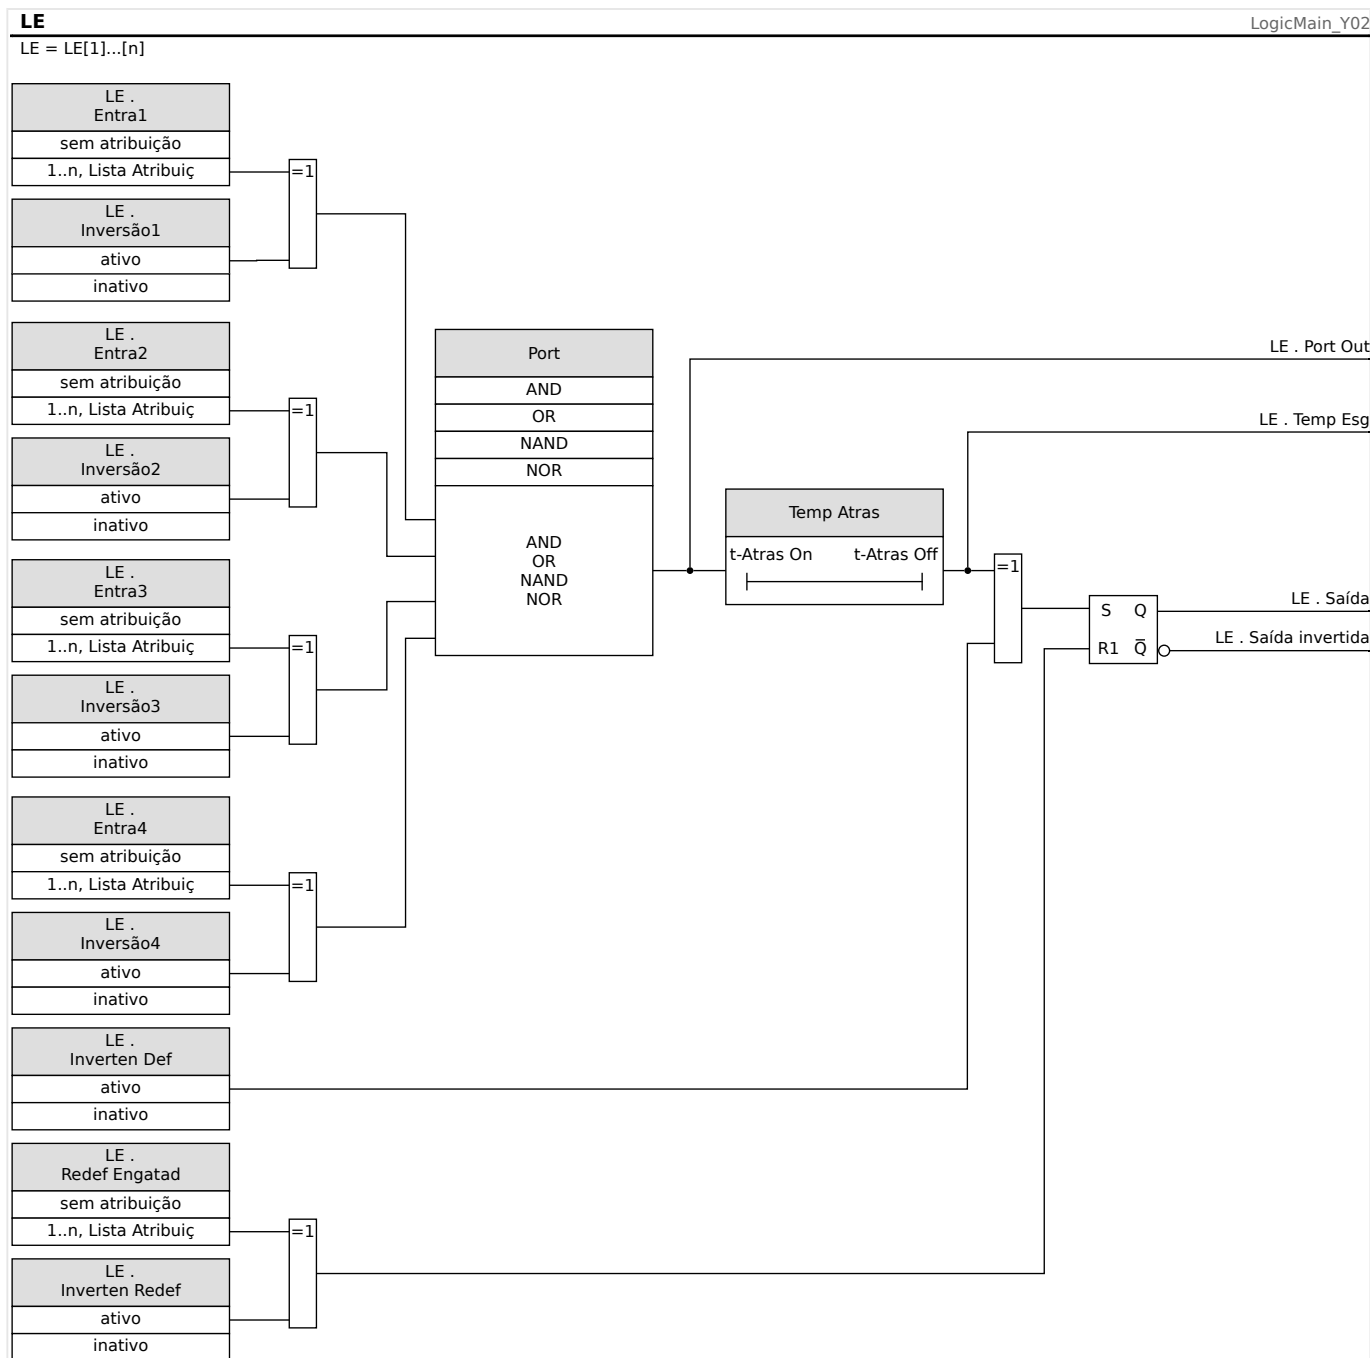 LE
LogicMain_Y02
LE = LE[1]...[n]
LE .
Entra1
sem atribuição
1..n, Lista Atribuiç
=1
LE .
Inversão1
ativo
inativo
LE .
Entra2
sem atribuição
1..n, Lista Atribuiç
=1
LE .
Inversão2
ativo
inativo
LE .
Entra3
sem atribuição
1..n, Lista Atribuiç
=1
LE .
Inversão3
ativo
inativo
LE .
Entra4
sem atribuição
1..n, Lista Atribuiç
=1
LE .
Inversão4
ativo
inativo
LE .
Inverten Def
ativo
inativo
LE .
Redef Engatad
sem atribuição
1..n, Lista Atribuiç
=1
LE .
Inverten Redef
ativo
inativo
Port
AND
OR
NAND
NOR
AND
OR
NAND
NOR
Temp Atras
t-Atras On t-Atras Off
=1
S Q
R1 Q̅
LE . Port Out
LE . Temp Esg
LE . Saída
LE . Saída invertida